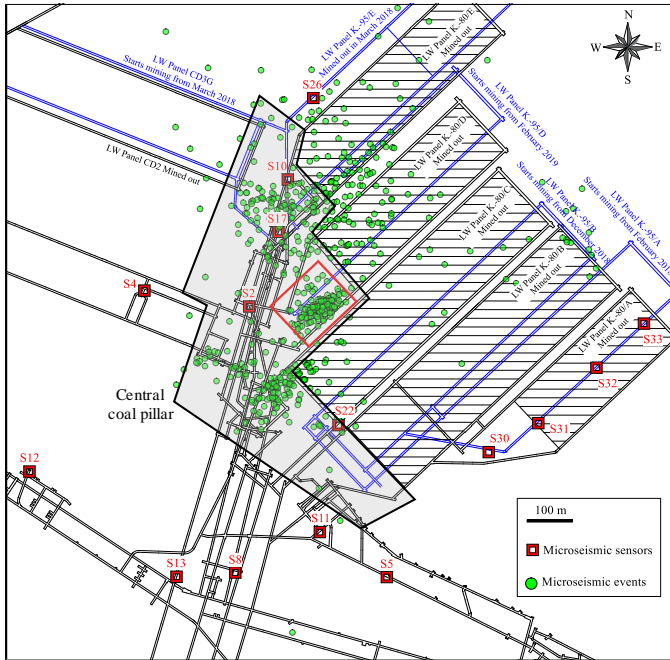 N
W
E
S
LW Panel K.-95/E
Mined out in March 2018
LW Panel K.-80/E
Mined out
LW Panel CD3G
Starts mining from March 2018
S26
LW Panel K.-95/D
Starts mining from February 2019
LW Panel K.-80/D
Mined out
LW Panel CD2 Mined out
S10
LW Panel K.-80/C
Mined out
LW Panel K.-95/B
Starts mining from December 2018
LW Panel K.-95/A
Starts mining from February 2018
S17
LW Panel K.-80/B
Mined out
S4
S2
LW Panel K.-80/A
Mined out
S33
S32
Central
coal pillar
S22
S31
S30
S12
S11
S13
S8
S5
100 m
Microseismic sensors
Microseismic events